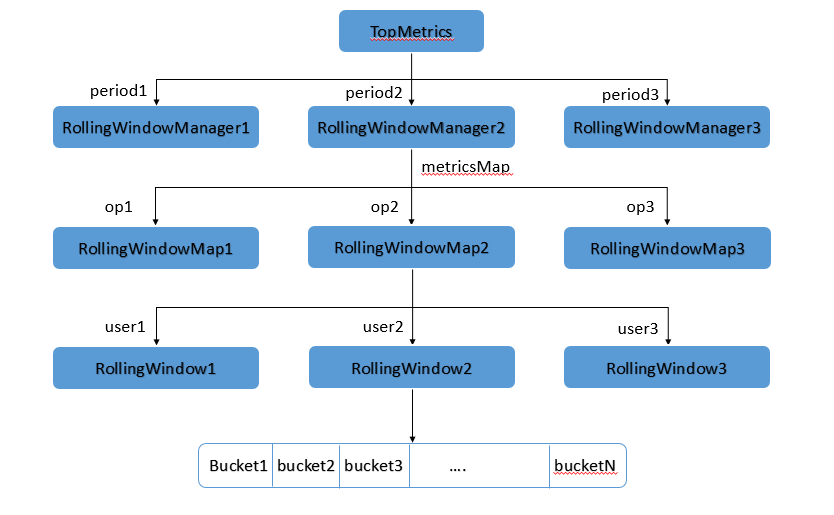 TopMetrics
period1
period2
period3
RollingWindowManager1
RollingWindowManager2
RollingWindowManager3
metricsMap
op1
op2
op3
RollingWindowMap1
RollingWindowMap2
RollingWindowMap3
user1
user2
user3
RollingWindow1
RollingWindow2
RollingWindow3
Bucket1
bucket2
bucket3
....
bucketN